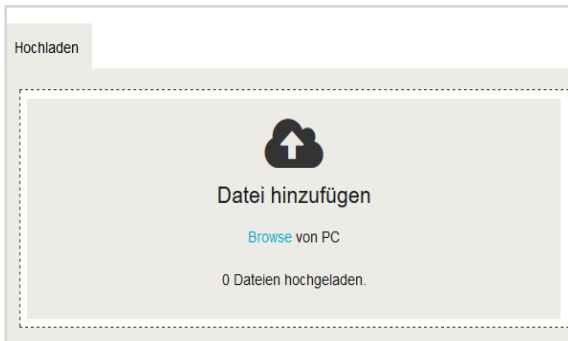 Hochladen
Datei hinzufügen
Browse von PC
0 Dateien hochgeladen.